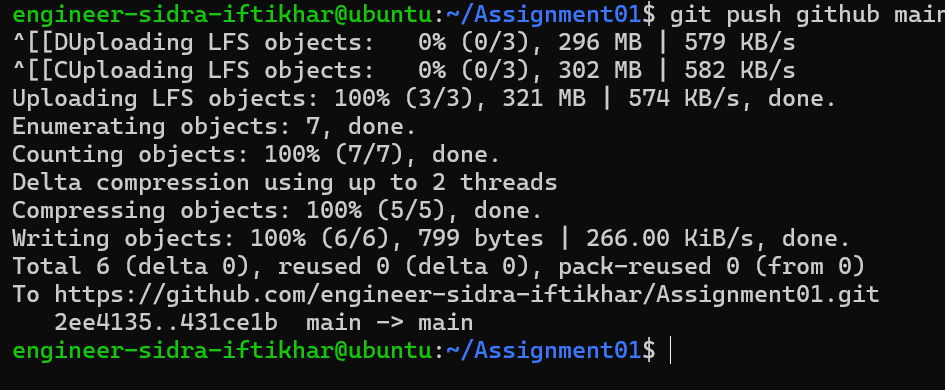 engineer-sidra-iftikhar@ubuntu:~/Assignment01$ git push github main
^[[DUploading LFS objects:   0% (0/3), 296 MB | 579 KB/s
^[[CUploading LFS objects:   0% (0/3), 302 MB | 582 KB/s
Uploading LFS objects: 100% (3/3), 321 MB | 574 KB/s, done.
Enumerating objects: 7, done.
Counting objects: 100% (7/7), done.
Delta compression using up to 2 threads
Compressing objects: 100% (5/5), done.
Writing objects: 100% (6/6), 799 bytes | 266.00 KiB/s, done.
Total 6 (delta 0), reused 0 (delta 0), pack-reused 0 (from 0)
To https://github.com/engineer-sidra-iftikhar/Assignment01.git
   2ee4135..431ce1b  main -> main
engineer-sidra-iftikhar@ubuntu:~/Assignment01$